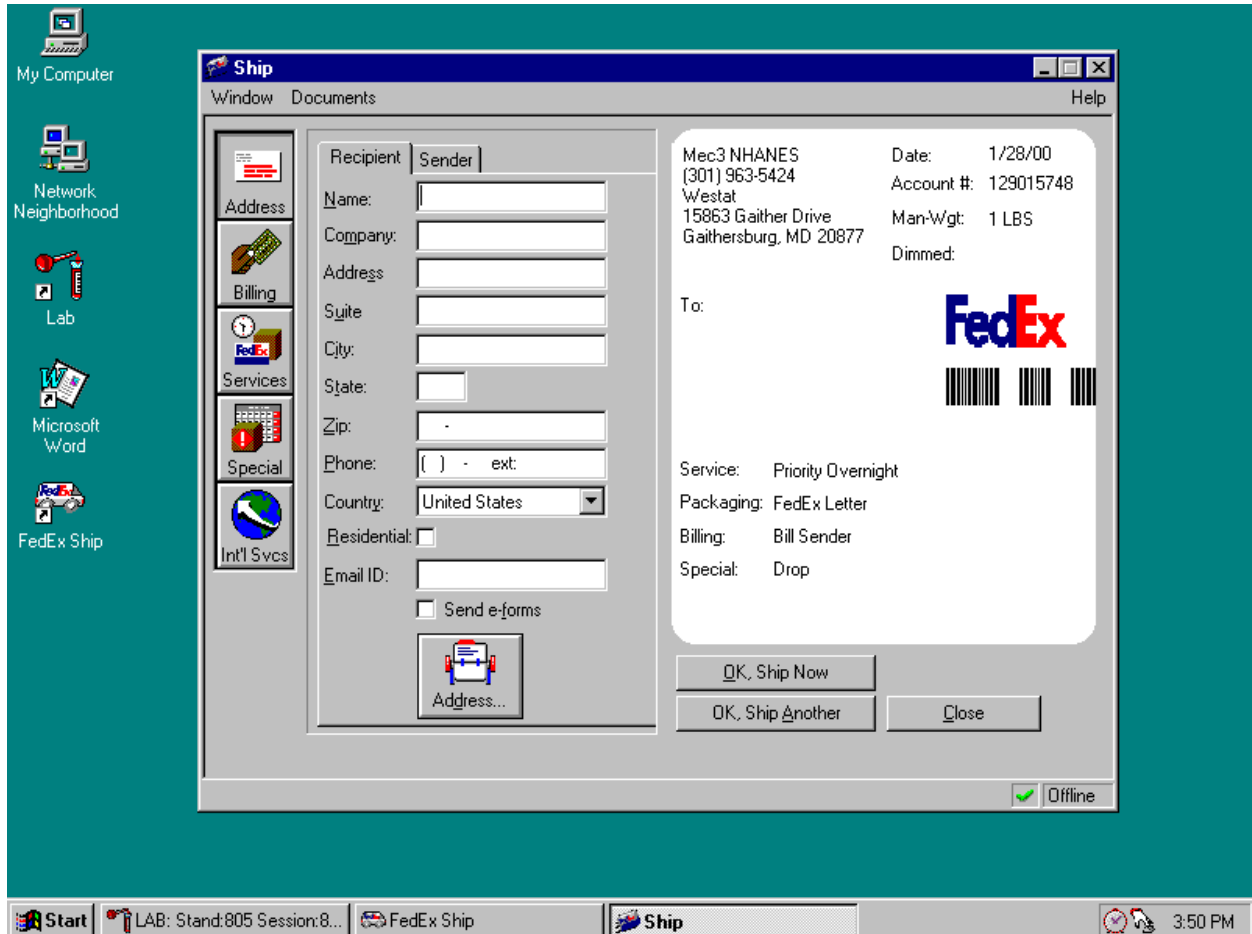 My Computer
Network
Neighborhood
Lab
Microsoft
Word
FedEx
FedEx Ship
Ship
Window Documents Help
Address
Billing
FedEx
Services
Special
Int'l Svcs
Recipient Sender
Name:
Company:
Address
Suite
City:
State:
Zip: -
Phone: ( ) - ext:
Country: United States
Residential:
Email ID:
Send e-forms
Address...
Mec3 NHANES
(301) 963-5424
Westat
15863 Gaither Drive
Gaithersburg, MD 20877
Date: 1/28/00
Account #: 129015748
Man-Wgt: 1 LBS
Dimmed:
To:
FedEx
Service: Priority Overnight
Packaging: FedEx Letter
Billing: Bill Sender
Special: Drop
OK, Ship Now
OK, Ship Another
Close
Offline
Start LAB: Stand:805 Session:8... FedEx Ship Ship 3:50 PM